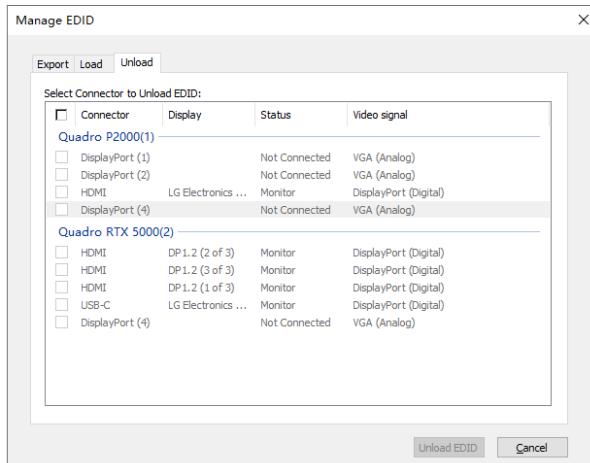 Manage EDID
Export Load Unload
Select Connector to Unload EDID:
Connector Display Status Video signal
Quadro P2000(1)
DisplayPort (1) Not Connected VGA (Analog)
DisplayPort (2) Not Connected VGA (Analog)
HDMI LG Electronics ... Monitor DisplayPort (Digital)
DisplayPort (4) Not Connected VGA (Analog)
Quadro RTX 5000(2)
HDMI DP1.2 (2 of 3) Monitor DisplayPort (Digital)
HDMI DP1.2 (3 of 3) Monitor DisplayPort (Digital)
HDMI DP1.2 (1 of 3) Monitor DisplayPort (Digital)
USB-C LG Electronics ... Monitor DisplayPort (Digital)
DisplayPort (4) Not Connected VGA (Analog)
Unload EDID Cancel